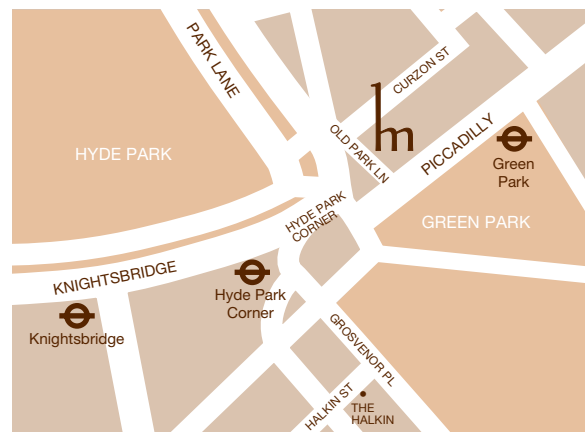 PARK LANE
CURZON ST
HYDE PARK
OLD PARK LN
hm
PICCADILLY
Green
Park
HYDE PARK
CORNER
GREEN PARK
KNIGHTSBRIDGE
Hyde Park
Corner
Knightsbridge
GROSVENOR PL
HALKIN ST
THE
HALKIN